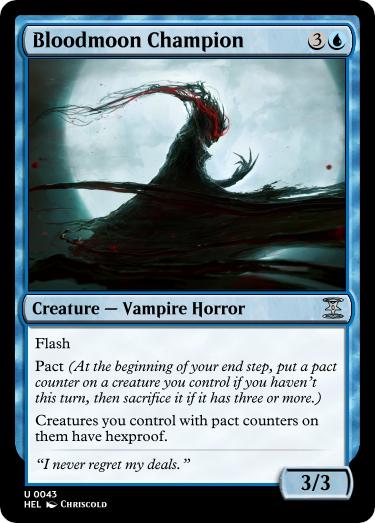 Bloodmoon Champion 3
Creature — Vampire Horror
Flash
Pact (At the beginning of your end step, put a pact
counter on a creature you control if you haven't
this turn, then sacrifice it if it has three or more.)
Creatures you control with pact counters on
them have hexproof.
“I never regret my deals.”
3/3
U 0043
HEL Chriscold